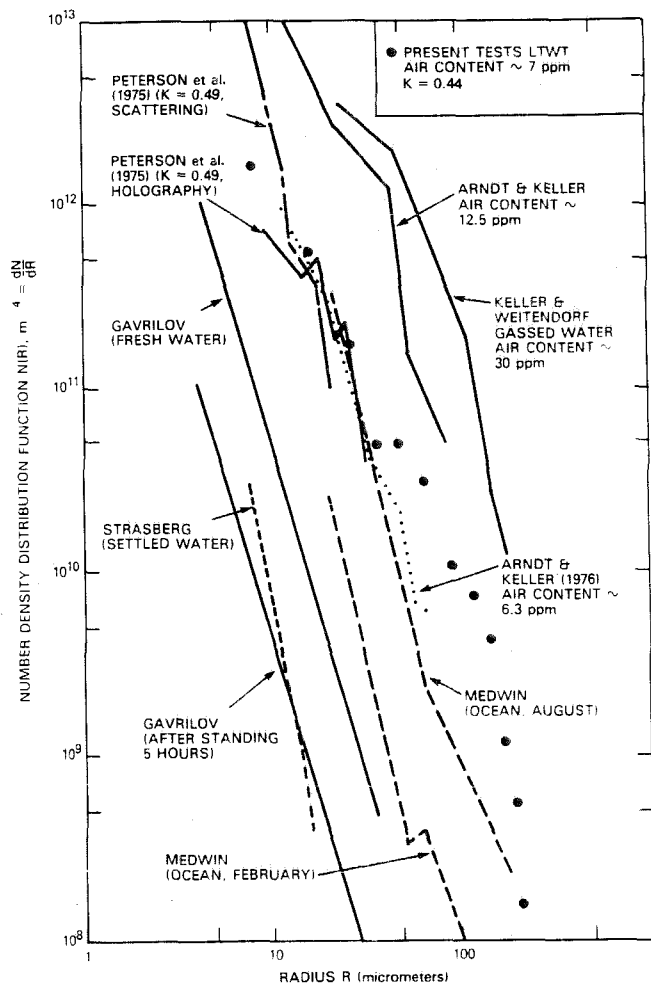 10¹³
PRESENT TESTS LTWT
AIR CONTENT ~ 7 ppm
K = 0.44
PETERSON et al.
(1975) (K = 0.49,
SCATTERING)
PETERSON et al.
(1975) (K = 0.49,
HOLOGRAPHY)
10¹²
ARNDT & KELLER
AIR CONTENT ~
12.5 ppm
GAVRILOV
(FRESH WATER)
KELLER &
WEITENDORF
GASSED WATER
AIR CONTENT ~
30 ppm
10¹¹
NUMBER DENSITY DISTRIBUTION FUNCTION N(R), m ⁴ = dN/dR
STRASBERG
(SETTLED WATER)
10¹⁰
ARNDT &
KELLER (1976)
AIR CONTENT ~
6.3 ppm
GAVRILOV
(AFTER STANDING
5 HOURS)
MEDWIN
(OCEAN, AUGUST)
10⁹
MEDWIN
(OCEAN, FEBRUARY)
10⁸
1
10
100
RADIUS R (micrometers)